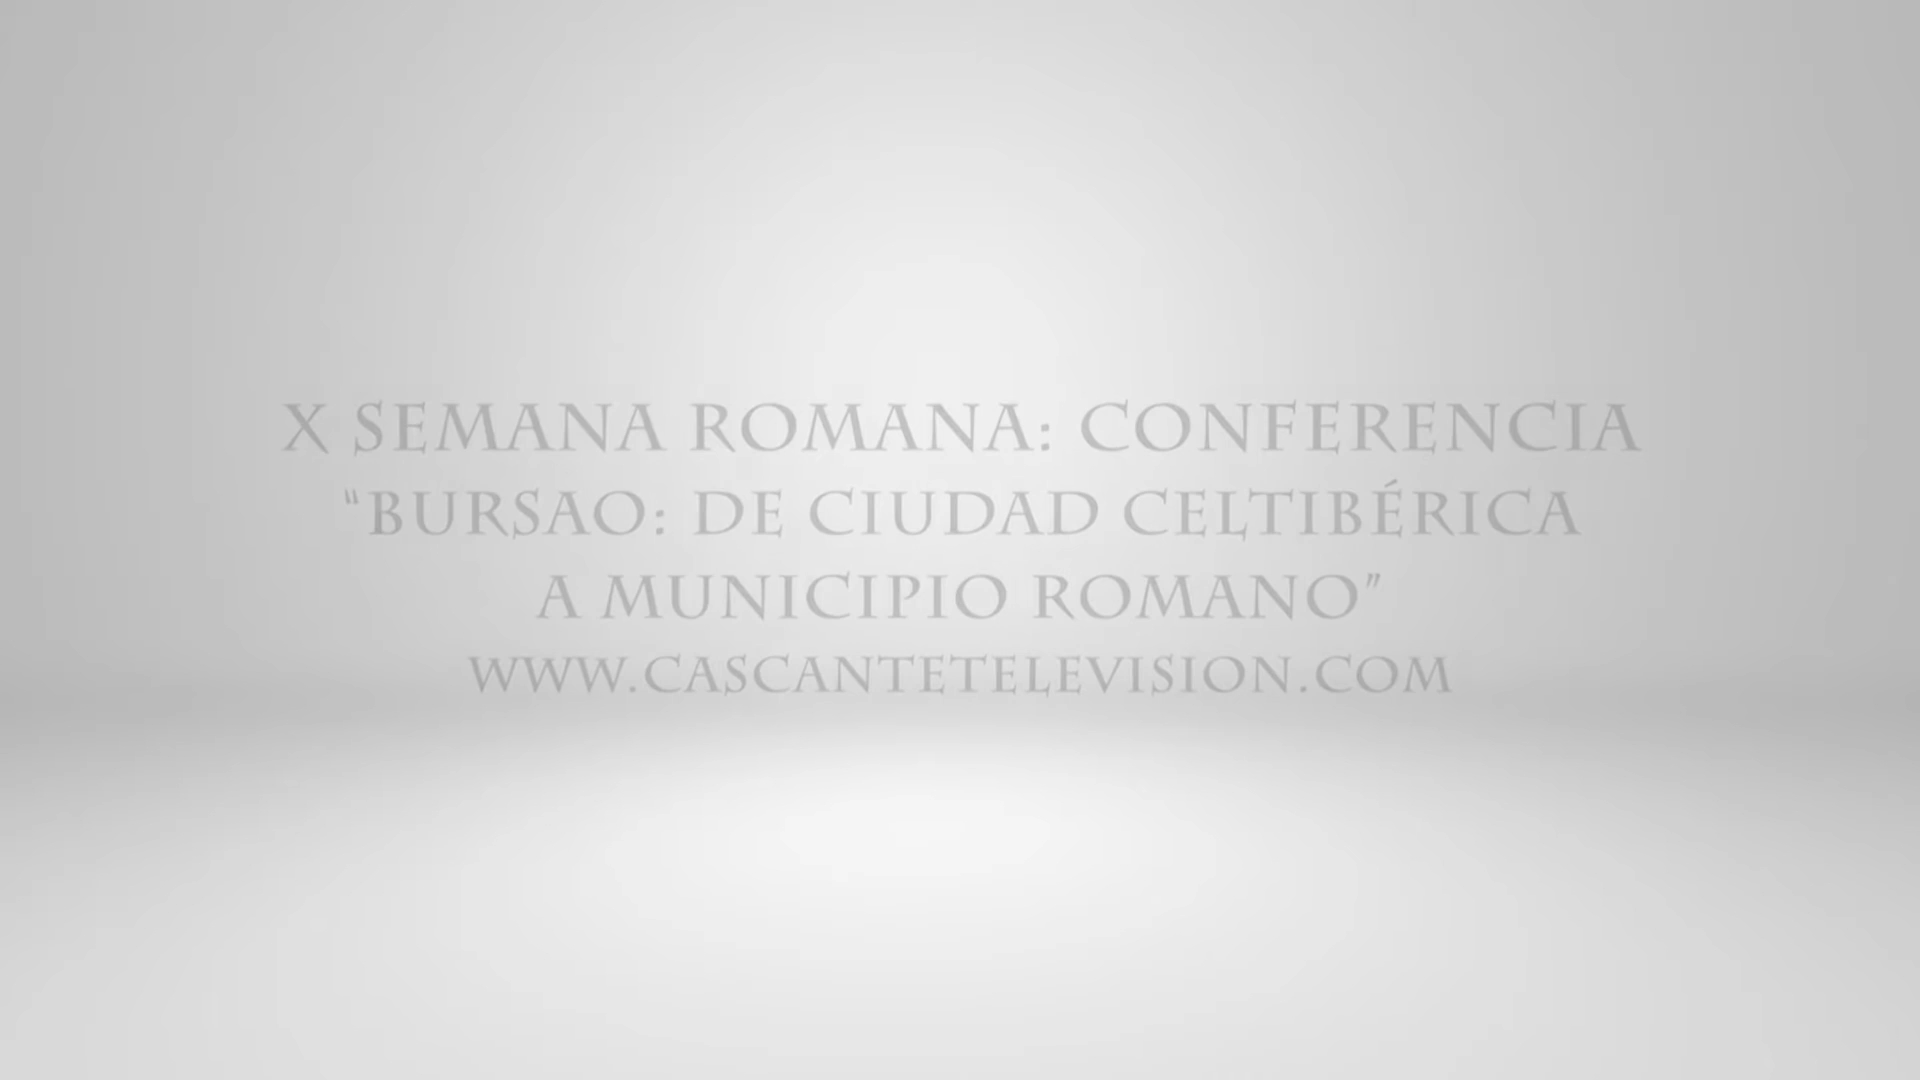 X SEMANA ROMANA: CONFERENCIA
"BURSAO: DE CIUDAD CELTIBÉRICA
A MUNICIPIO ROMANO"
WWW.CASCANTETELEVISION.COM